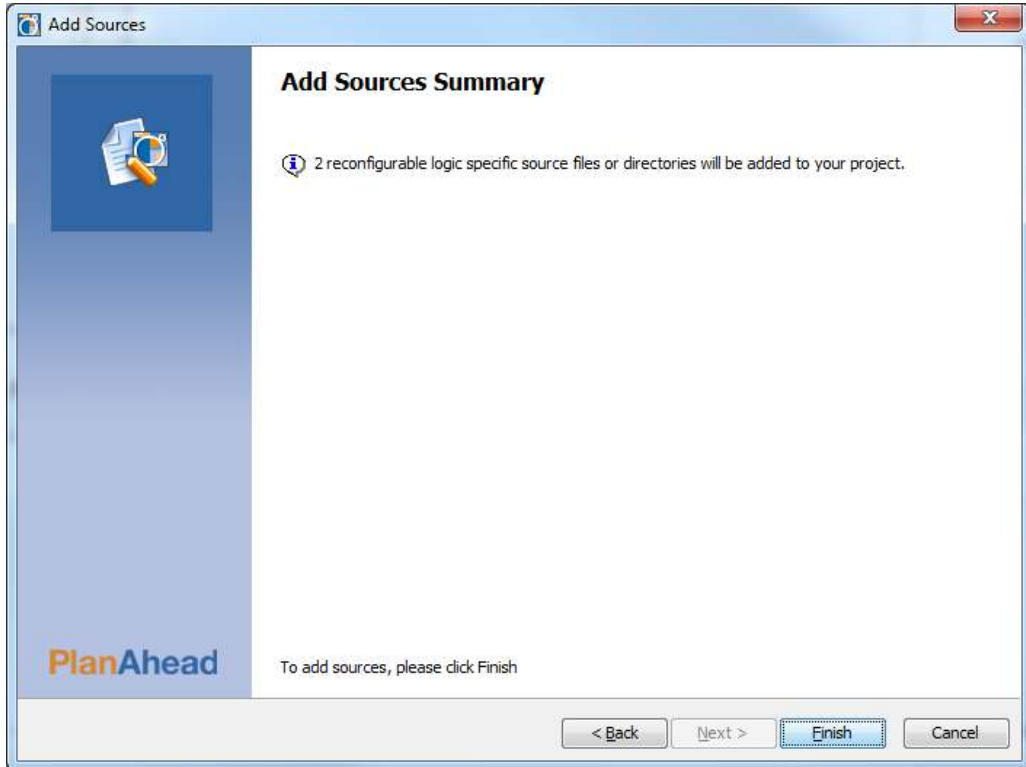 Add Sources
Add Sources Summary
2 reconfigurable logic specific source files or directories will be added to your project.
PlanAhead
To add sources, please click Finish
< Back
Next >
Finish
Cancel